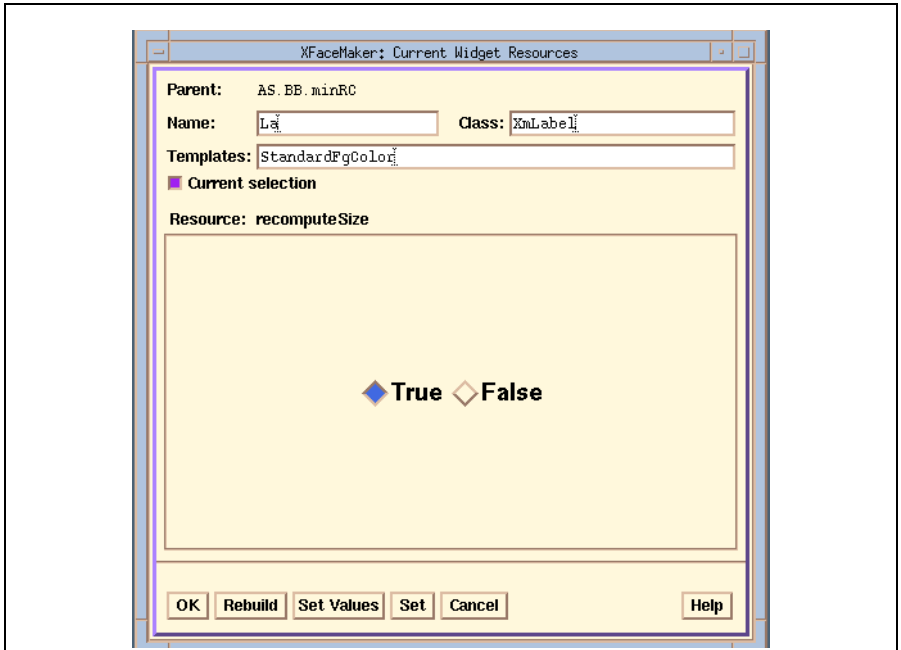 XFaceMaker: Current Widget Resources
Parent: AS.BB.minRC
Name: La Class: XmLabel
Templates: StandardFgColor
Current selection
Resource: recomputeSize
True False
OK Rebuild Set Values Set Cancel Help